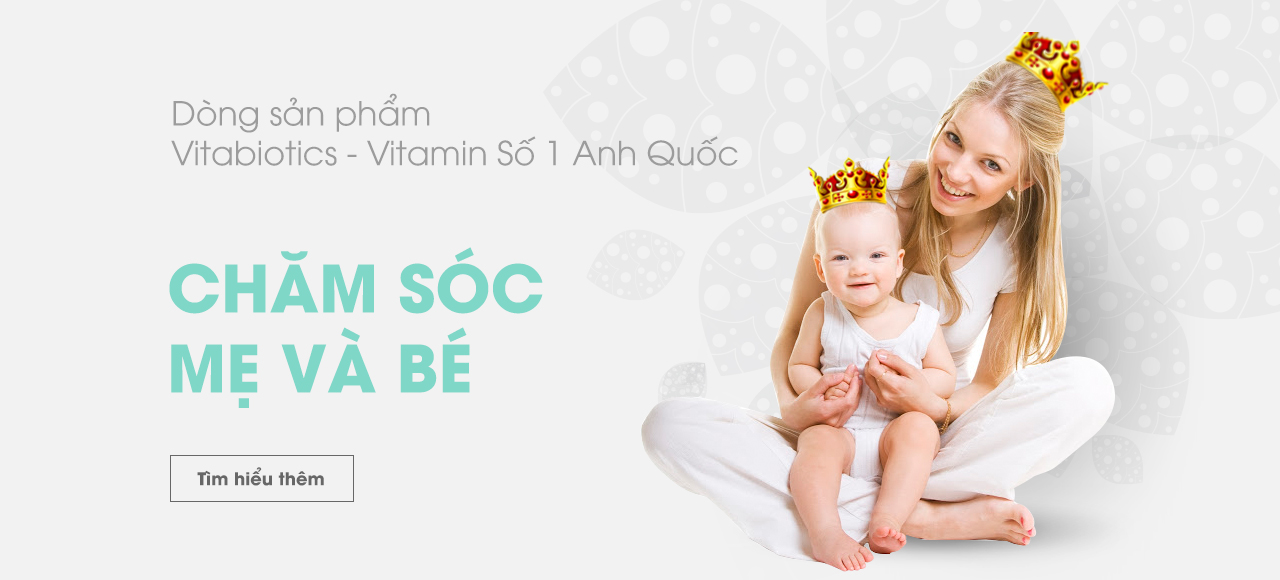 Dòng sản phẩm
Vitabiotics - Vitamin Số 1 Anh Quốc
CHĂM SÓC
MẸ VÀ BÉ
Tìm hiểu thêm